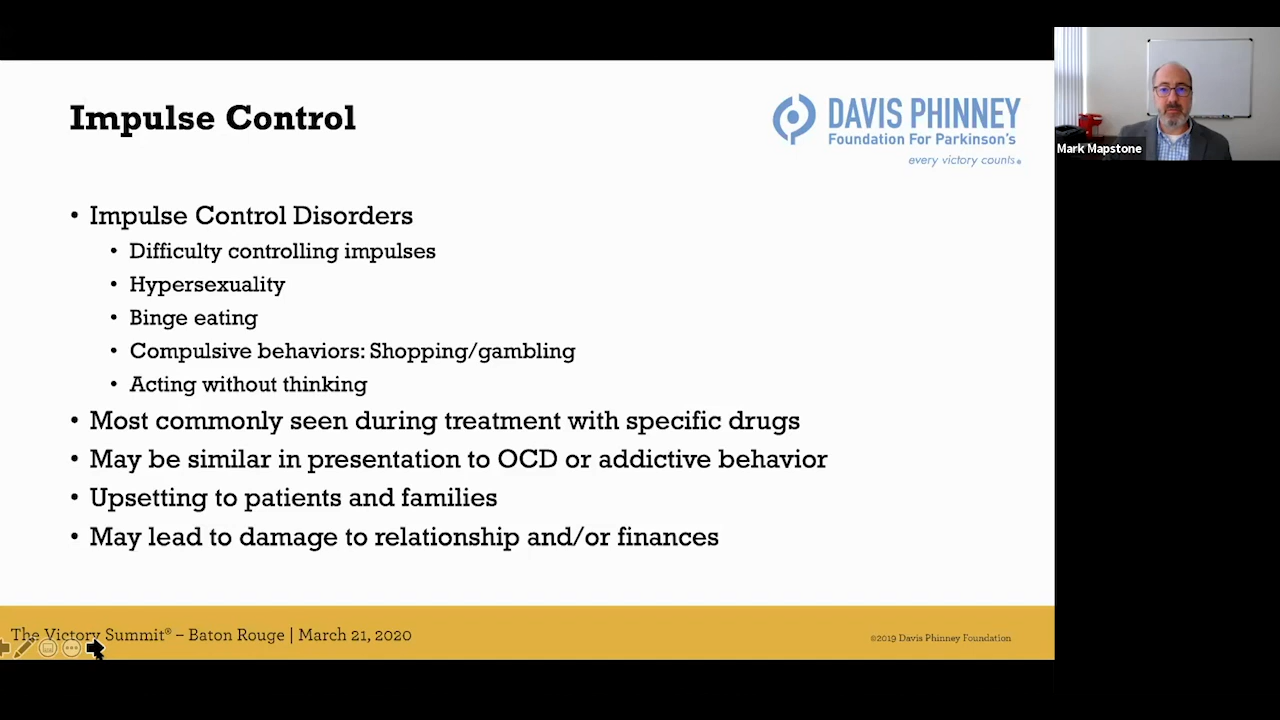 Impulse Control
DAVIS PHINNEY
Foundation For Parkinson's
every victory counts®
Mark Mapstone
• Impulse Control Disorders
• Difficulty controlling impulses
• Hypersexuality
• Binge eating
• Compulsive behaviors: Shopping/gambling
• Acting without thinking
• Most commonly seen during treatment with specific drugs
• May be similar in presentation to OCD or addictive behavior
• Upsetting to patients and families
• May lead to damage to relationship and/or finances
The Victory Summit® – Baton Rouge | March 21, 2020
©2019 Davis Phinney Foundation